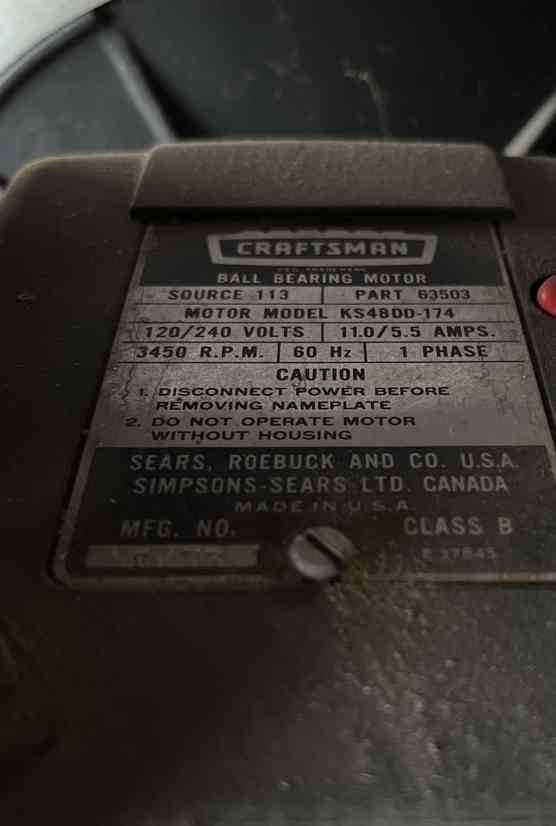 CRAFTSMAN
REG. TRADEMARK
BALL BEARING MOTOR
SOURCE 113 PART 63503
MOTOR MODEL KS48DD-174
120/240 VOLTS 11.0/5.5 AMPS.
3450 R.P.M. 60 Hz 1 PHASE
CAUTION
1. DISCONNECT POWER BEFORE
REMOVING NAMEPLATE
2. DO NOT OPERATE MOTOR
WITHOUT HOUSING
SEARS, ROEBUCK AND CO. U.S.A.
SIMPSONS-SEARS LTD. CANADA
MADE IN U.S.A.
MFG. NO. CLASS B
E 37845